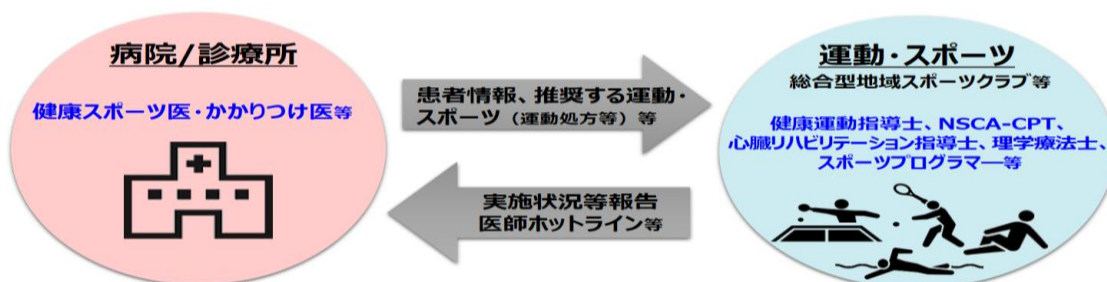 病院/診療所
健康スポーツ医・かかりつけ医等
患者情報、推奨する運動・
スポーツ（運動処方等）等
実施状況等報告
医師ホットライン等
運動・スポーツ
総合型地域スポーツクラブ等
健康運動指導士、NSCA-CPT、
心臓リハビリテーション指導士、理学療法士、
スポーツプログラマー等